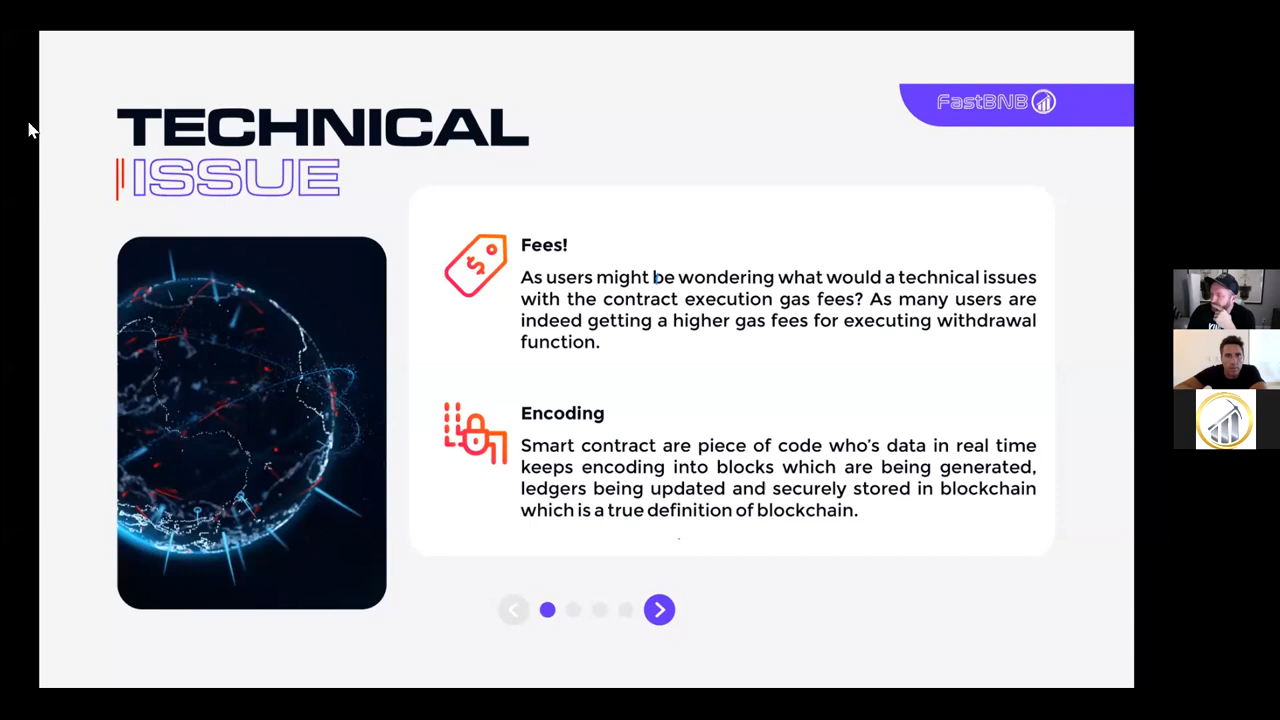 FastBNB
TECHNICAL
ISSUE
Fees!
As users might be wondering what would a technical issues
with the contract execution gas fees? As many users are
indeed getting a higher gas fees for executing withdrawal
function.
Encoding
Smart contract are piece of code who's data in real time
keeps encoding into blocks which are being generated,
ledgers being updated and securely stored in blockchain
which is a true definition of blockchain.